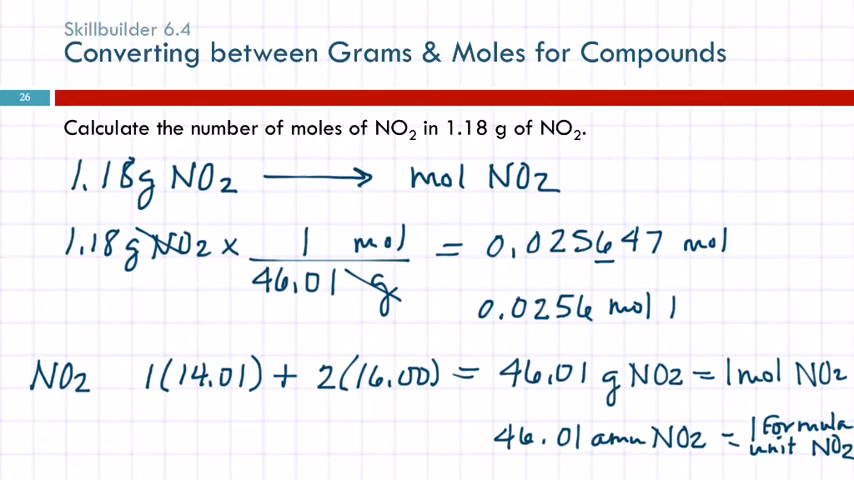 Skillbuilder 6.4
Converting between Grams & Moles for Compounds
26
Calculate the number of moles of NO₂ in 1.18 g of NO₂.
1.18g NO₂ ⟶ mol NO₂
1.18 g NO₂ × 1 mol / 46.01 g = 0.025647 mol
0.0256 mol
NO₂ 1(14.01) + 2(16.00) = 46.01 g NO₂ = 1 mol NO₂
46.01 amu NO₂ = 1 Formula unit NO₂